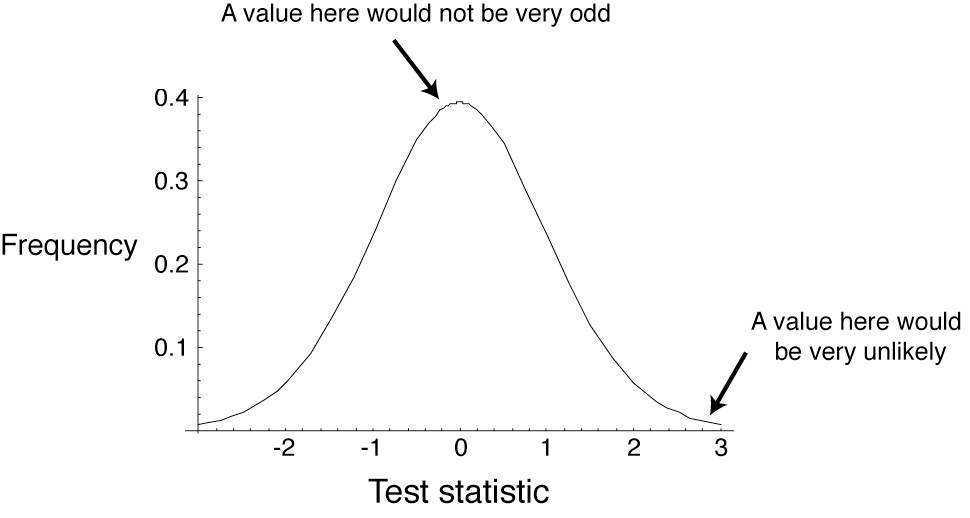 A value here would not be very odd
0.4
0.3
Frequency
0.2
A value here would
be very unlikely
0.1
-2 -1 0 1 2 3
Test statistic